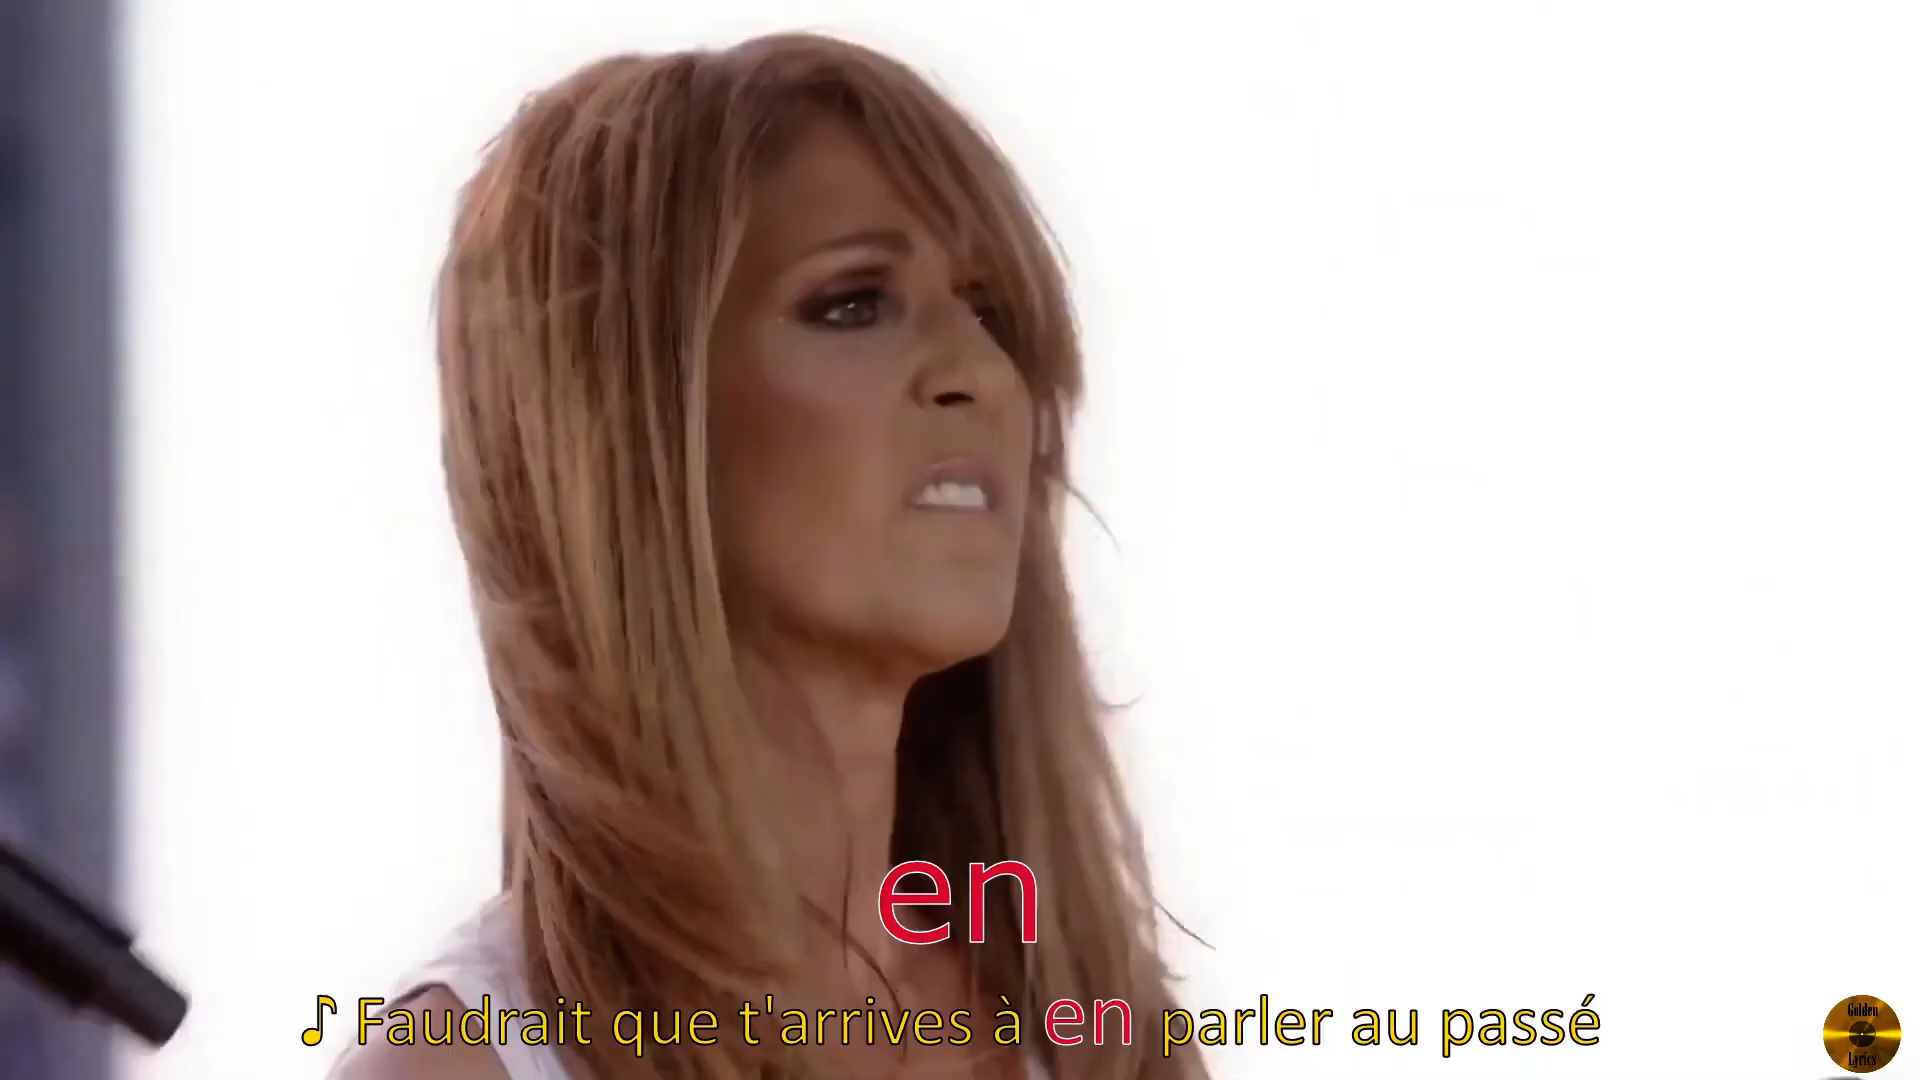 en
♪ Faudrait que t'arrives à en parler au passé
Golden
Lyrics